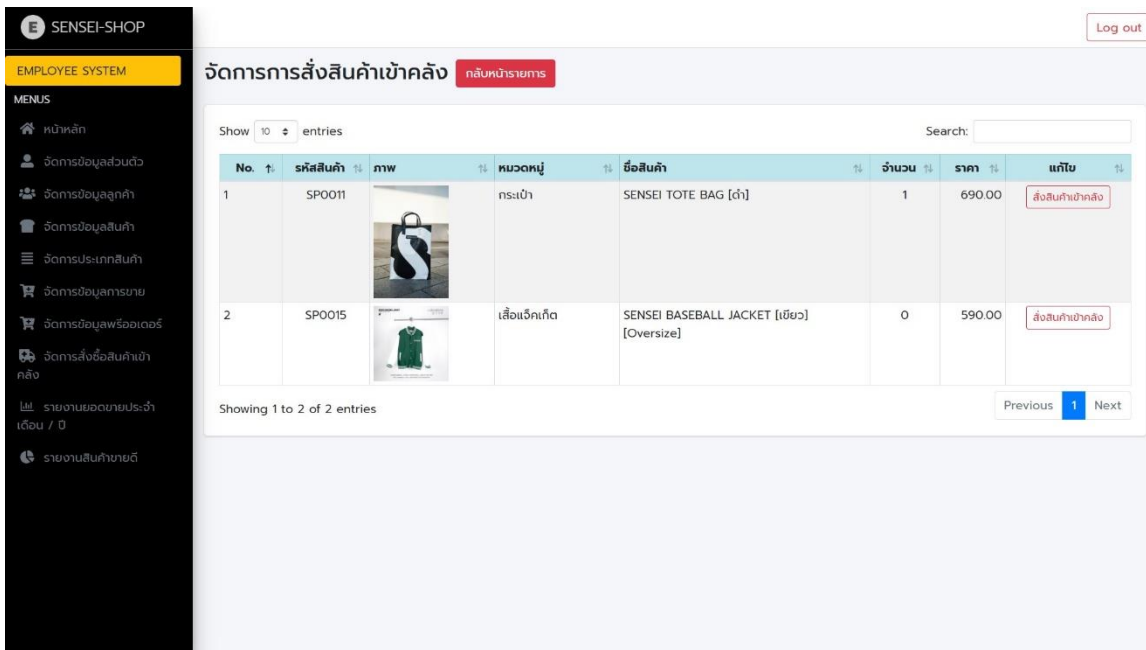 E SENSEI-SHOP
Log out
EMPLOYEE SYSTEM
MENUS
หน้าหลัก
จัดการข้อมูลส่วนตัว
จัดการข้อมูลลูกค้า
จัดการข้อมูลสินค้า
จัดการประเภทสินค้า
จัดการข้อมูลการขาย
จัดการข้อมูลพรีออเดอร์
จัดการสั่งซื้อสินค้าเข้า
คลัง
รายงานยอดขายประจำ
เดือน / ปี
รายงานสินค้าขายดี
จัดการการสั่งสินค้าเข้าคลัง กลับหน้ารายการ
Show 10 entries
Search:
No. รหัสสินค้า ภาพ หมวดหมู่ ชื่อสินค้า จำนวน ราคา แก้ไข
1 SP0011 กระเป๋า SENSEI TOTE BAG [ดำ] 1 690.00 สั่งสินค้าเข้าคลัง
2 SP0015 เสื้อแจ็คเก็ต SENSEI BASEBALL JACKET [เขียว] 0 590.00 สั่งสินค้าเข้าคลัง
[Oversize]
Showing 1 to 2 of 2 entries
Previous 1 Next